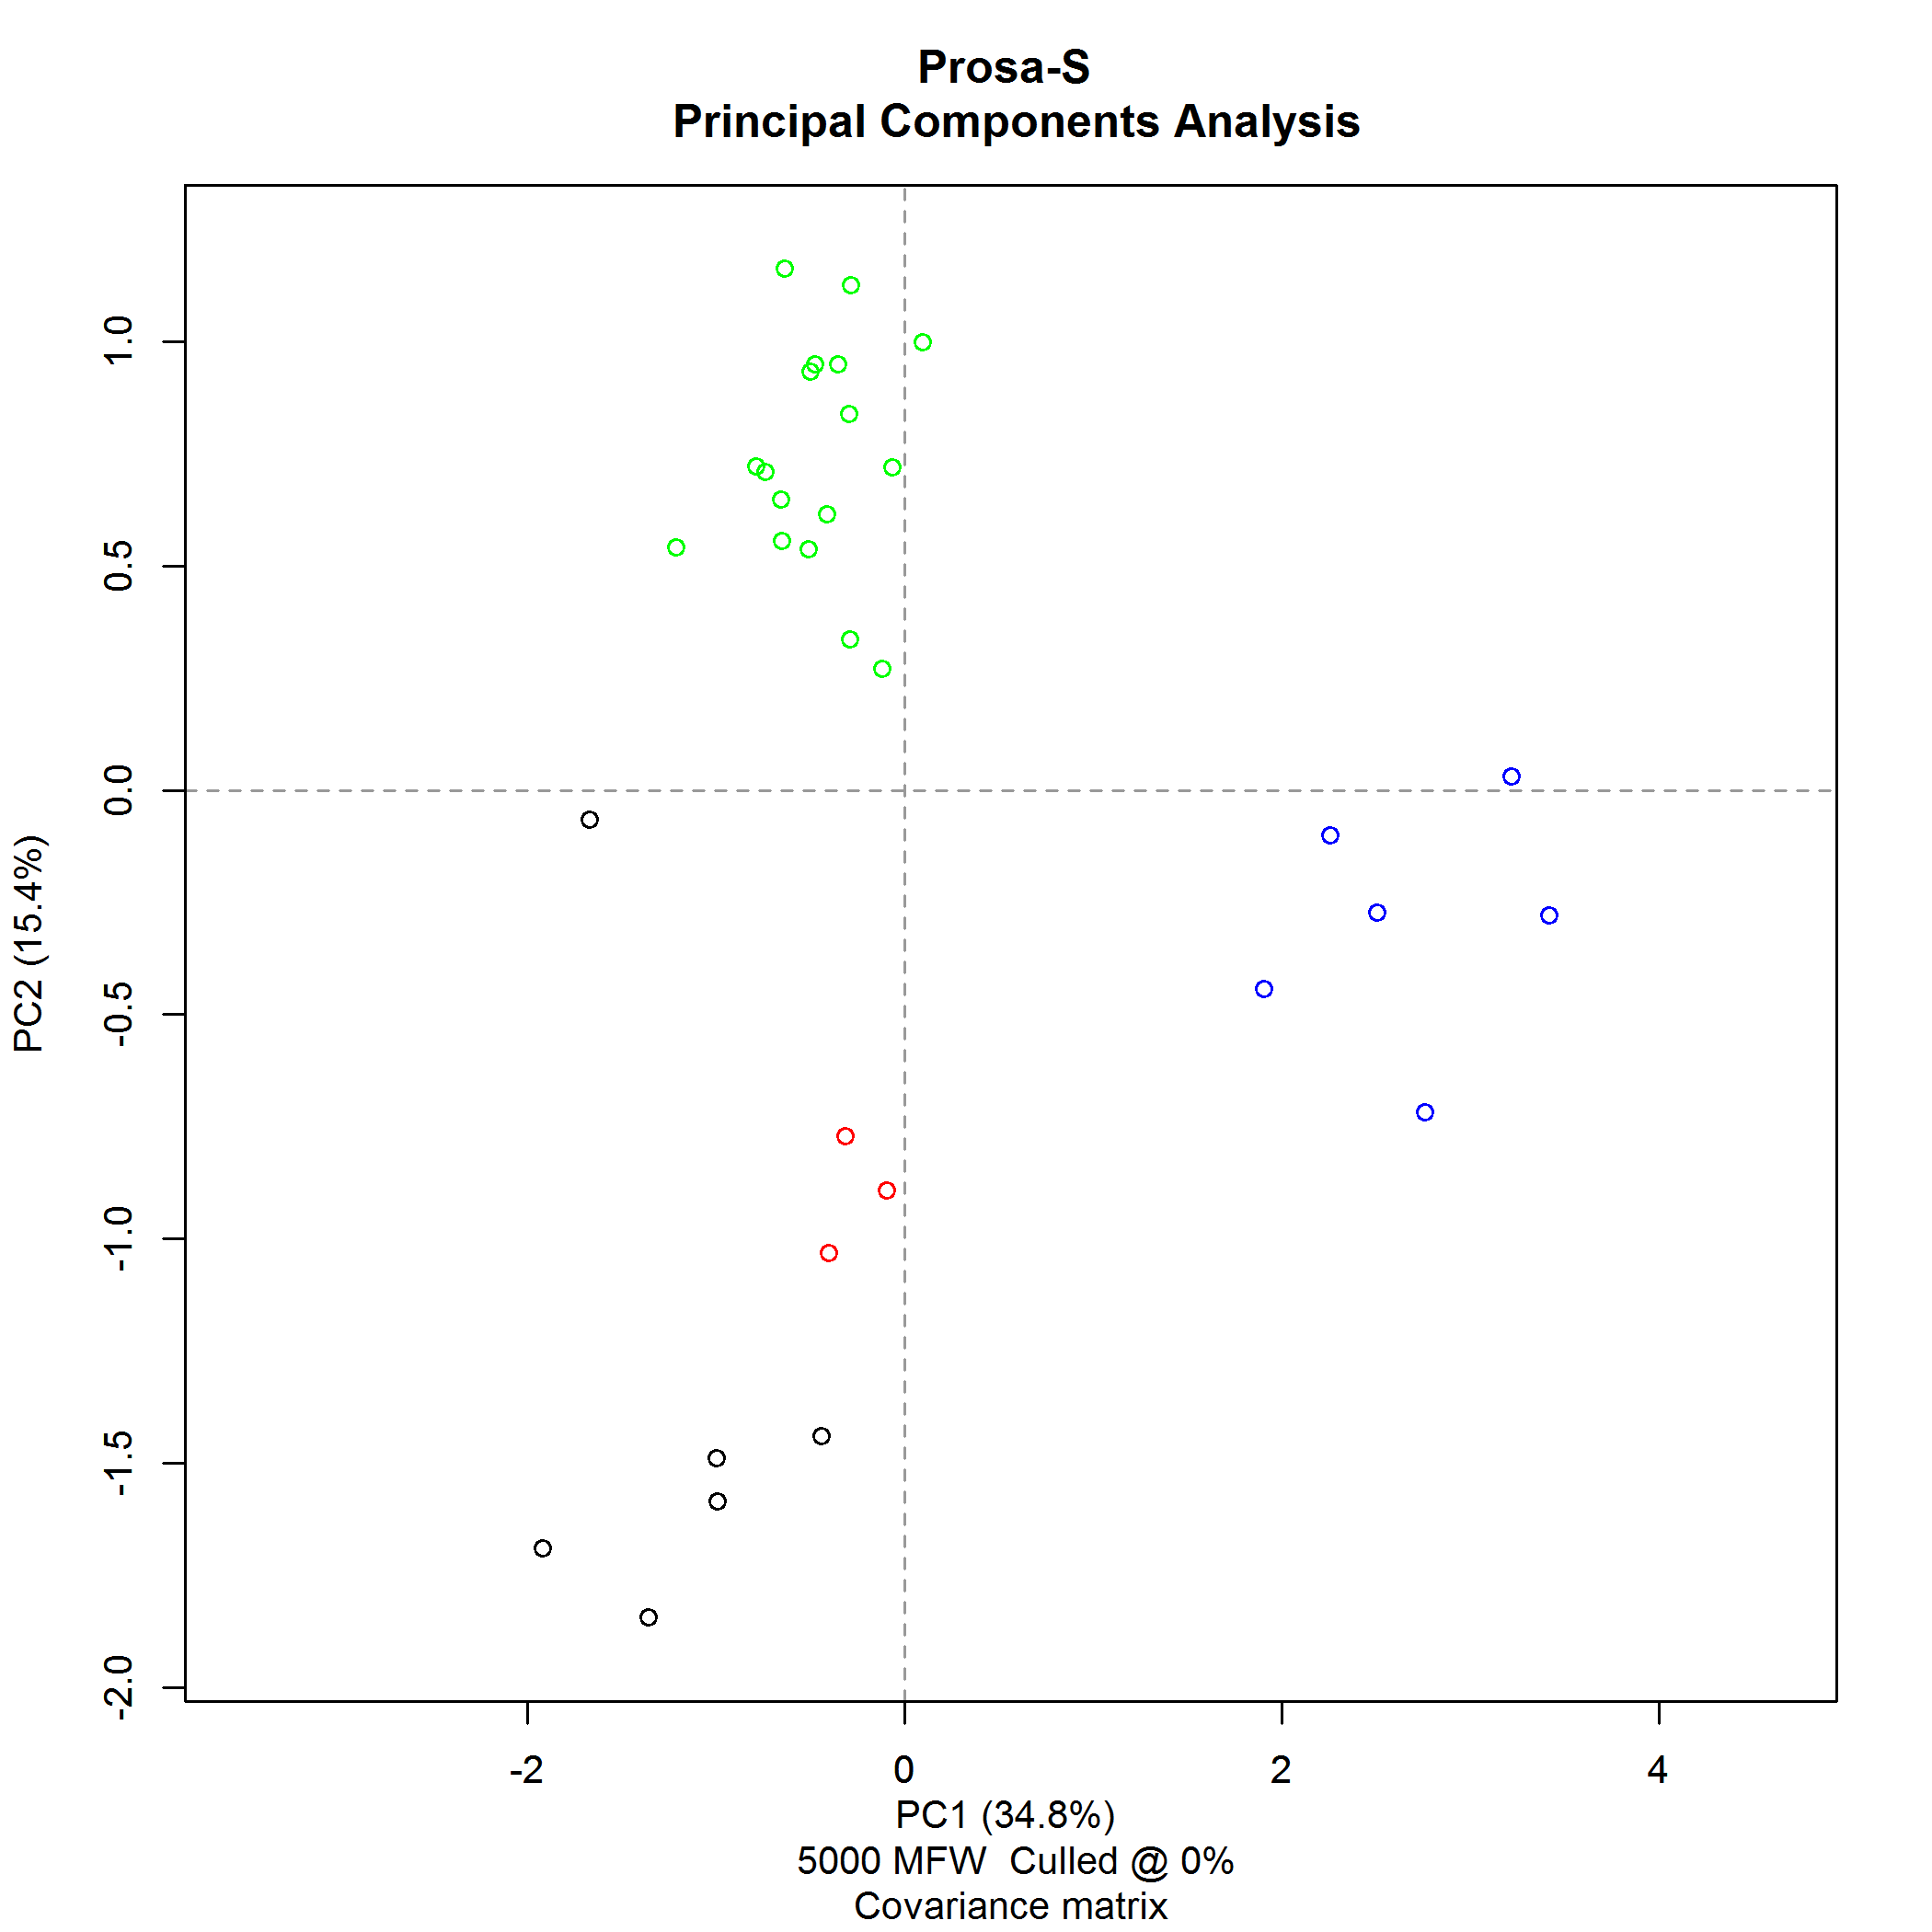 Prosa-S
Principal Components Analysis
1.0
0.5
0.0
-0.5
-1.0
-1.5
-2.0
PC2 (15.4%)
-2 0 2 4
PC1 (34.8%)
5000 MFW  Culled @ 0%
Covariance matrix